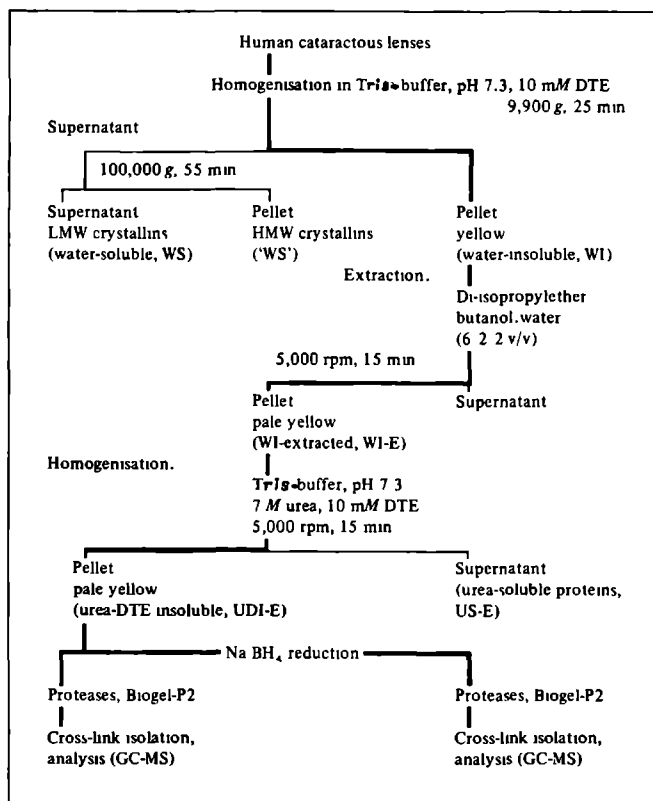 Human cataractous lenses
Homogenisation in Tris-buffer, pH 7.3, 10 mM DTE
9,900 g, 25 min
Supernatant
100,000 g, 55 min
Supernatant
LMW crystallins
(water-soluble, WS)
Pellet
HMW crystallins
('WS')
Pellet
yellow
(water-insoluble, WI)
Extraction.
Di-isopropylether
butanol.water
(6 2 2 v/v)
5,000 rpm, 15 min
Pellet
pale yellow
(WI-extracted, WI-E)
Supernatant
Homogenisation.
Tris-buffer, pH 7 3
7 M urea, 10 mM DTE
5,000 rpm, 15 min
Pellet
pale yellow
(urea-DTE insoluble, UDI-E)
Supernatant
(urea-soluble proteins,
US-E)
Na BH₄ reduction
Proteases, Biogel-P2
Cross-link isolation,
analysis (GC-MS)
Proteases, Biogel-P2
Cross-link isolation,
analysis (GC-MS)